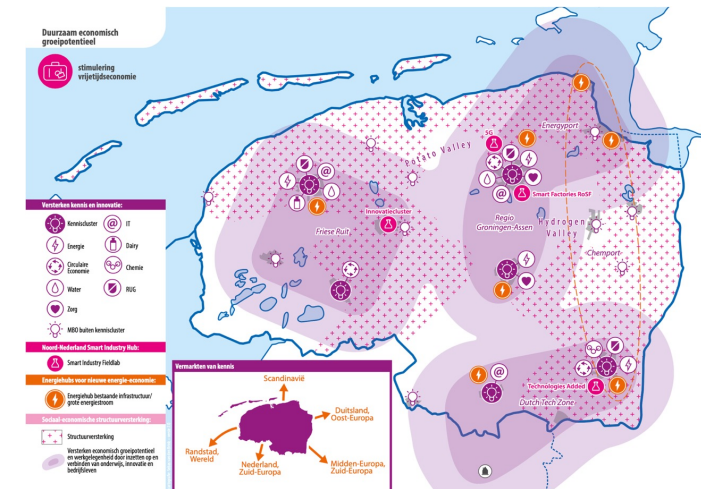 Duurzaam economisch
groeipotentieel
stimulering
vrijetijdseconomie
Versterken kennis en innovatie:
Kenniscluster
@ IT
Energie
Dairy
Circulaire
Economie
Chemie
Water
RUG
Zorg
MBO buiten kenniscluster
Noord-Nederland Smart Industry Hub:
Smart Industry Fieldlab
Energiehubs voor nieuwe energie-economie:
Energiehub bestaande infrastructuur/
grote energiestroom
Sociaal-economische structuurversterking:
Structuurversterking
Versterken economisch groeipotentieel
en werkgelegenheid door inzetten op en
verbinden van onderwijs, innovatie en
bedrijfsleven
Potato Valley
5G
Energyport
@
Smart Factories RoSF
@
Innovatiecluster
Friese Ruit
Regio
Groningen-Assen
Hydrogen
Valley
Chemport
@
Technologies Added
Dutch Tech Zone
Vermarkten van kennis
Scandinavië
Duitsland,
Oost-Europa
Randstad,
Wereld
Nederland,
Zuid-Europa
Midden-Europa,
Zuid-Europa